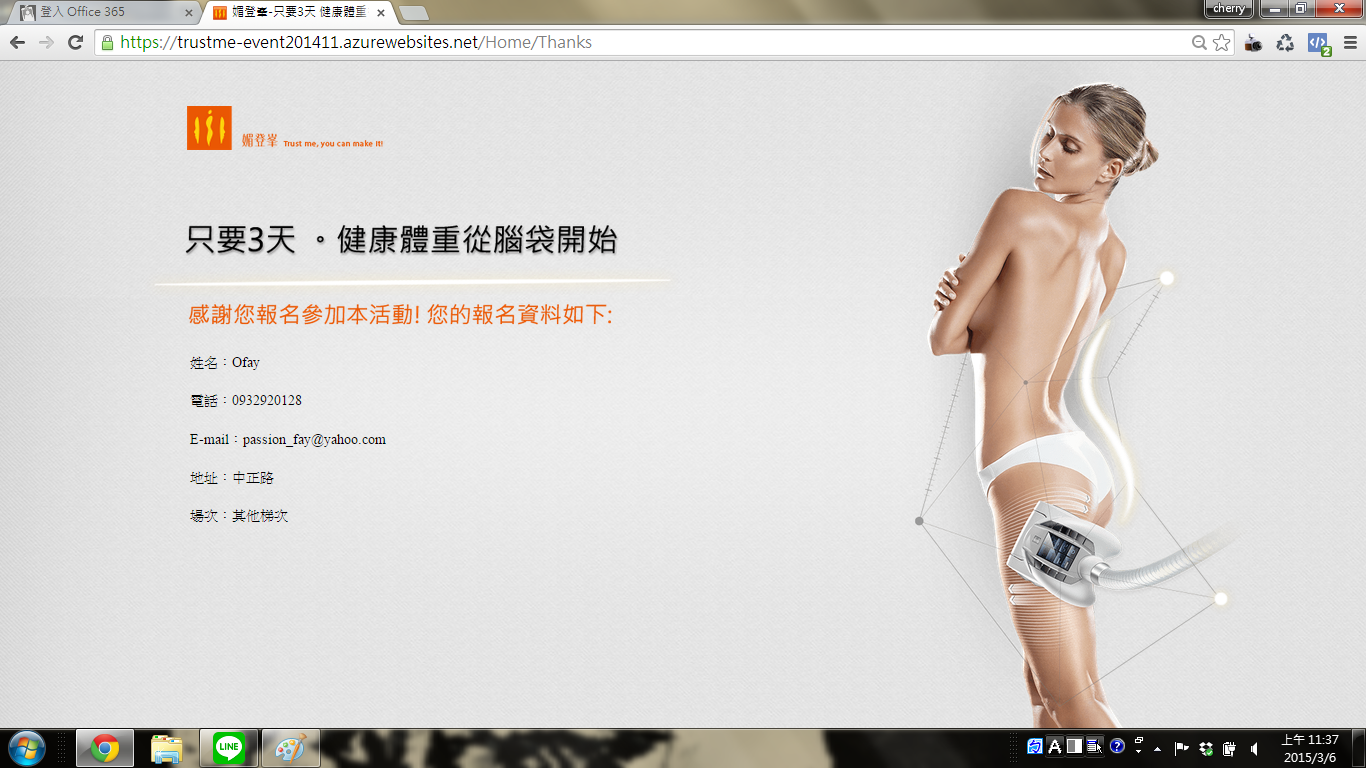 登入 Office 365
媚登峯-只要3天 健康體重
cherry
https://trustme-event201411.azurewebsites.net/Home/Thanks
2
媚登峯 Trust me, you can make it!
只要3天 。健康體重從腦袋開始
感謝您報名參加本活動! 您的報名資料如下:
姓名：Ofay
電話：0932920128
E-mail：passion_fay@yahoo.com
地址：中正路
場次：其他梯次
LINE
A
?
上午 11:37
2015/3/6